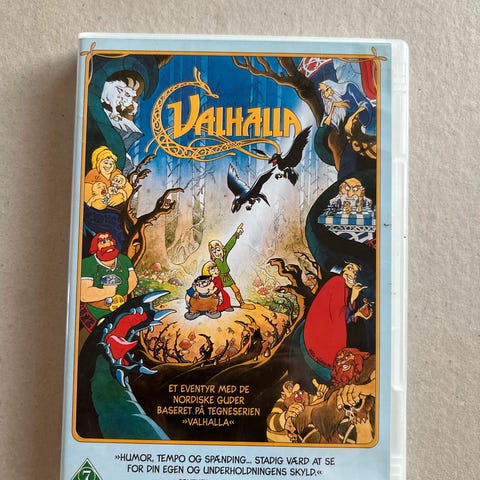 VALHALLA
ET EVENTYR MED DE
NORDISKE GUDER
BASERET PÅ TEGNESERIEN
»VALHALLA«
»HUMOR, TEMPO OG SPÆNDING... STADIG VÆRD AT SE
FOR DIN EGEN OG UNDERHOLDNINGENS SKYLD.«
7